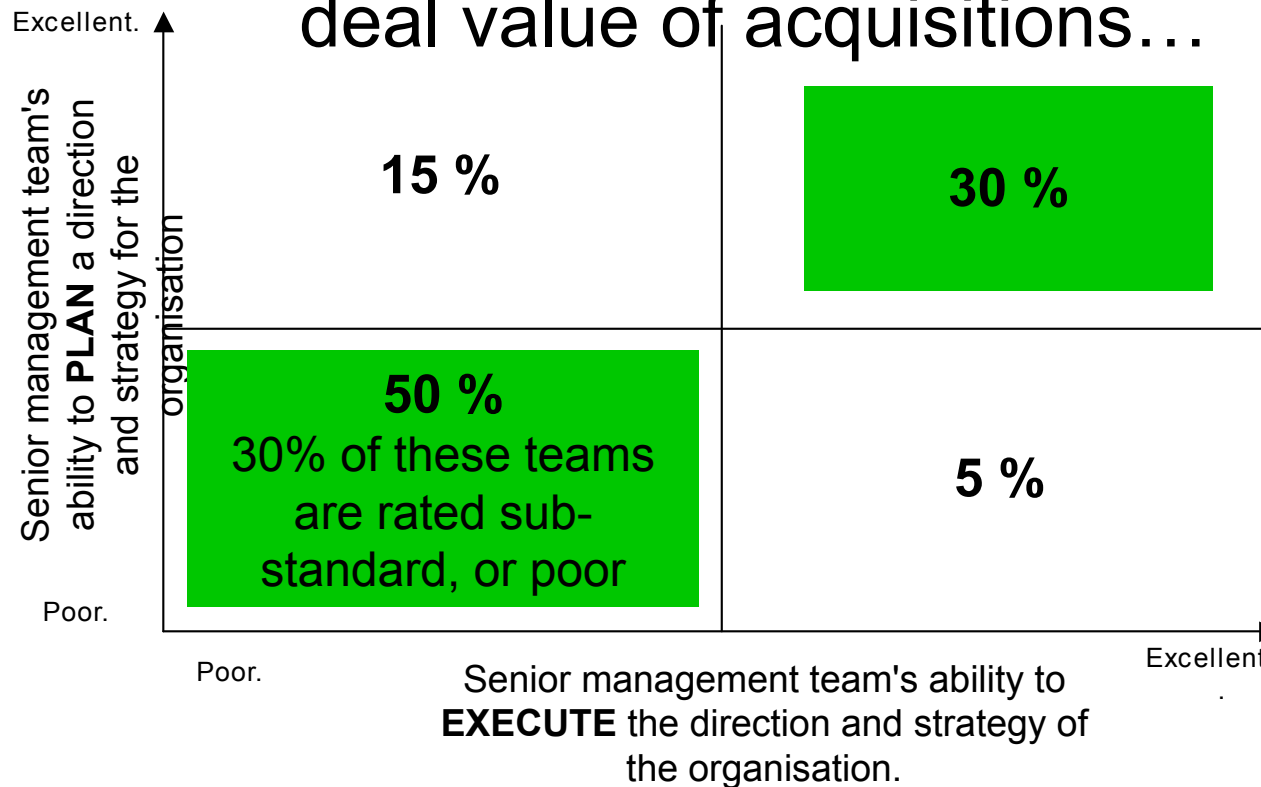 deal value of acquisitions…
Excellent.
Senior management team's
ability to PLAN a direction
and strategy for the
organisation
15 %
30 %
50 %
30% of these teams
are rated sub-
standard, or poor
5 %
Poor.
Poor.
Excellent
.
Senior management team's ability to
EXECUTE the direction and strategy of
the organisation.